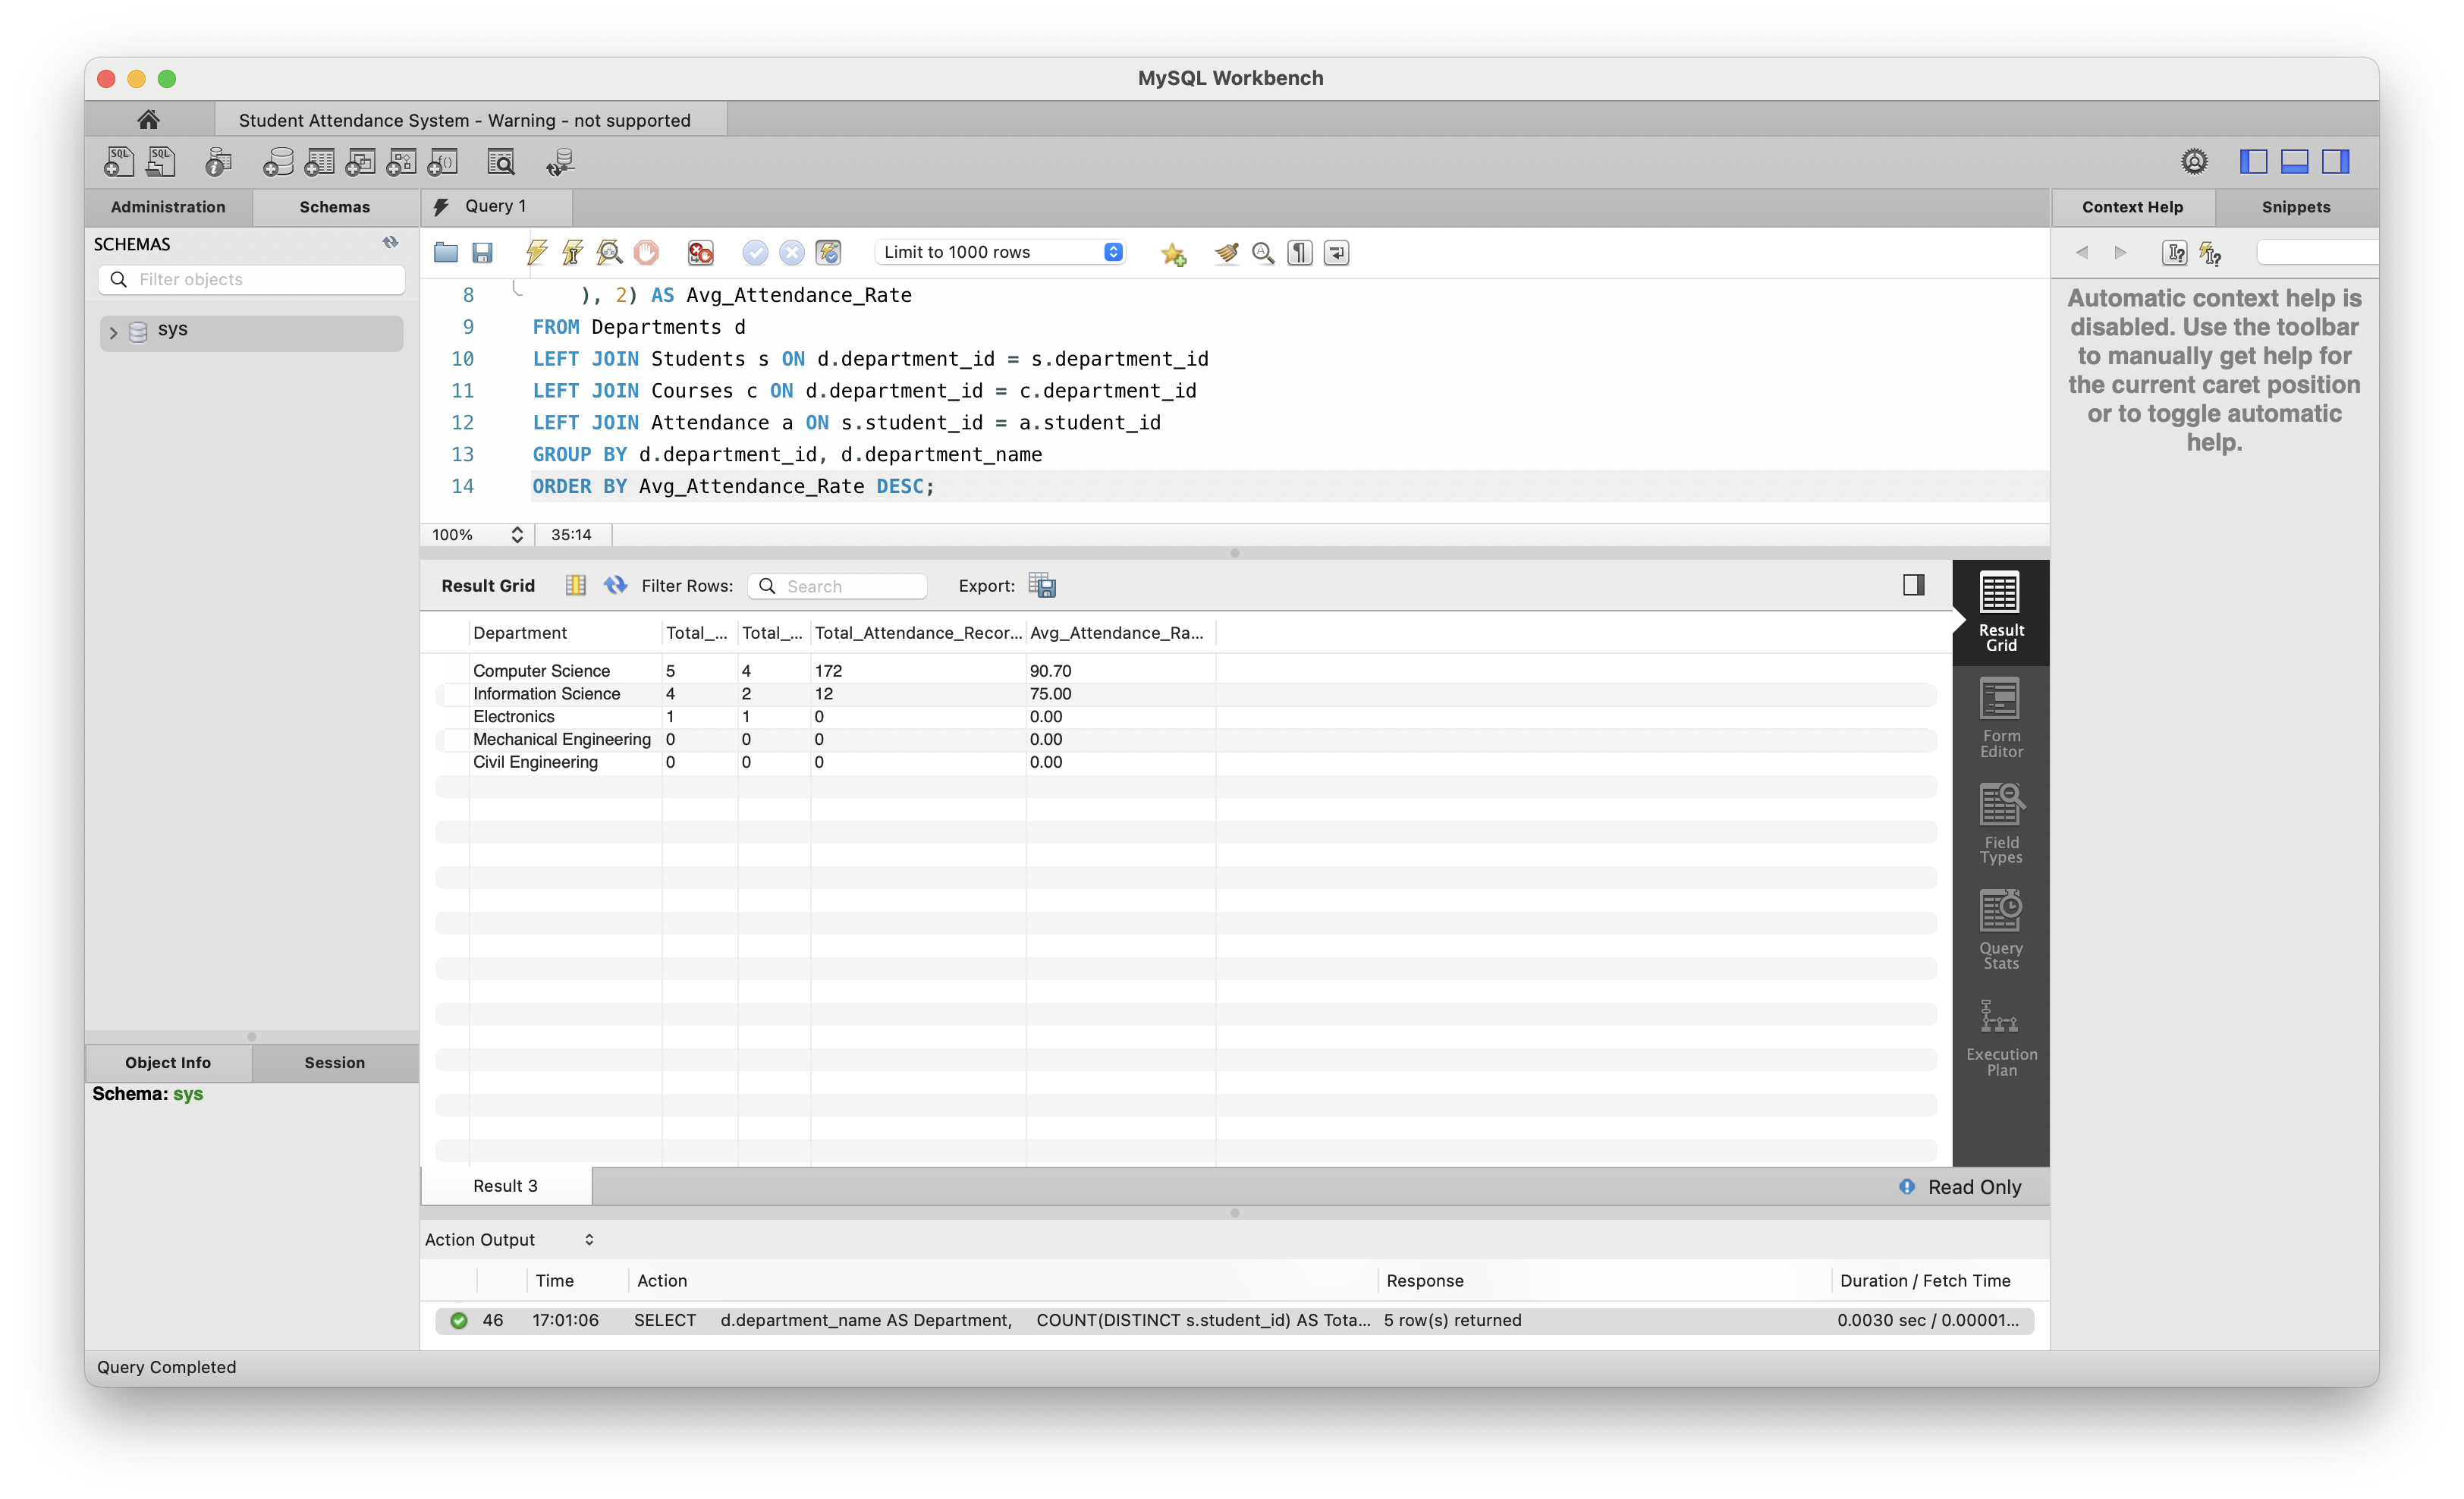 MySQL Workbench
Student Attendance System - Warning - not supported
SQL SQL
Administration Schemas Query 1 Context Help Snippets
SCHEMAS
Limit to 1000 rows
Filter objects
sys
8 ), 2) AS Avg_Attendance_Rate
9 FROM Departments d
10 LEFT JOIN Students s ON d.department_id = s.department_id
11 LEFT JOIN Courses c ON d.department_id = c.department_id
12 LEFT JOIN Attendance a ON s.student_id = a.student_id
13 GROUP BY d.department_id, d.department_name
14 ORDER BY Avg_Attendance_Rate DESC;
Automatic context help is
disabled. Use the toolbar
to manually get help for
the current caret position
or to toggle automatic
help.
100% 35:14
Result Grid Filter Rows: Search Export:
Department Total_... Total_... Total_Attendance_Recor... Avg_Attendance_Ra...
Computer Science 5 4 172 90.70
Information Science 4 2 12 75.00
Electronics 1 1 0 0.00
Mechanical Engineering 0 0 0 0.00
Civil Engineering 0 0 0 0.00
Result
Grid
Form
Editor
Field
Types
Query
Stats
Execution
Plan
Object Info Session
Schema: sys
Result 3 Read Only
Action Output
Time Action Response Duration / Fetch Time
46 17:01:06 SELECT d.department_name AS Department, COUNT(DISTINCT s.student_id) AS Tota... 5 row(s) returned 0.0030 sec / 0.00001...
Query Completed